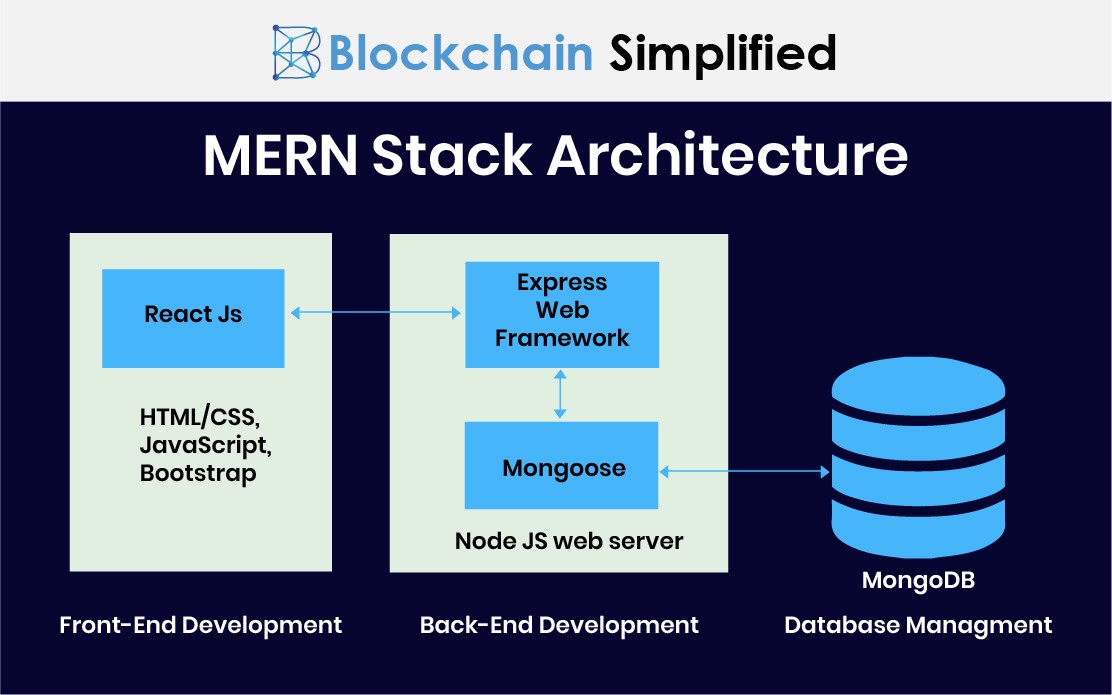 Blockchain Simplified
MERN Stack Architecture
React Js
HTML/CSS,
JavaScript,
Bootstrap
Front-End Development
Express
Web
Framework
Mongoose
Node JS web server
Back-End Development
MongoDB
Database Managment